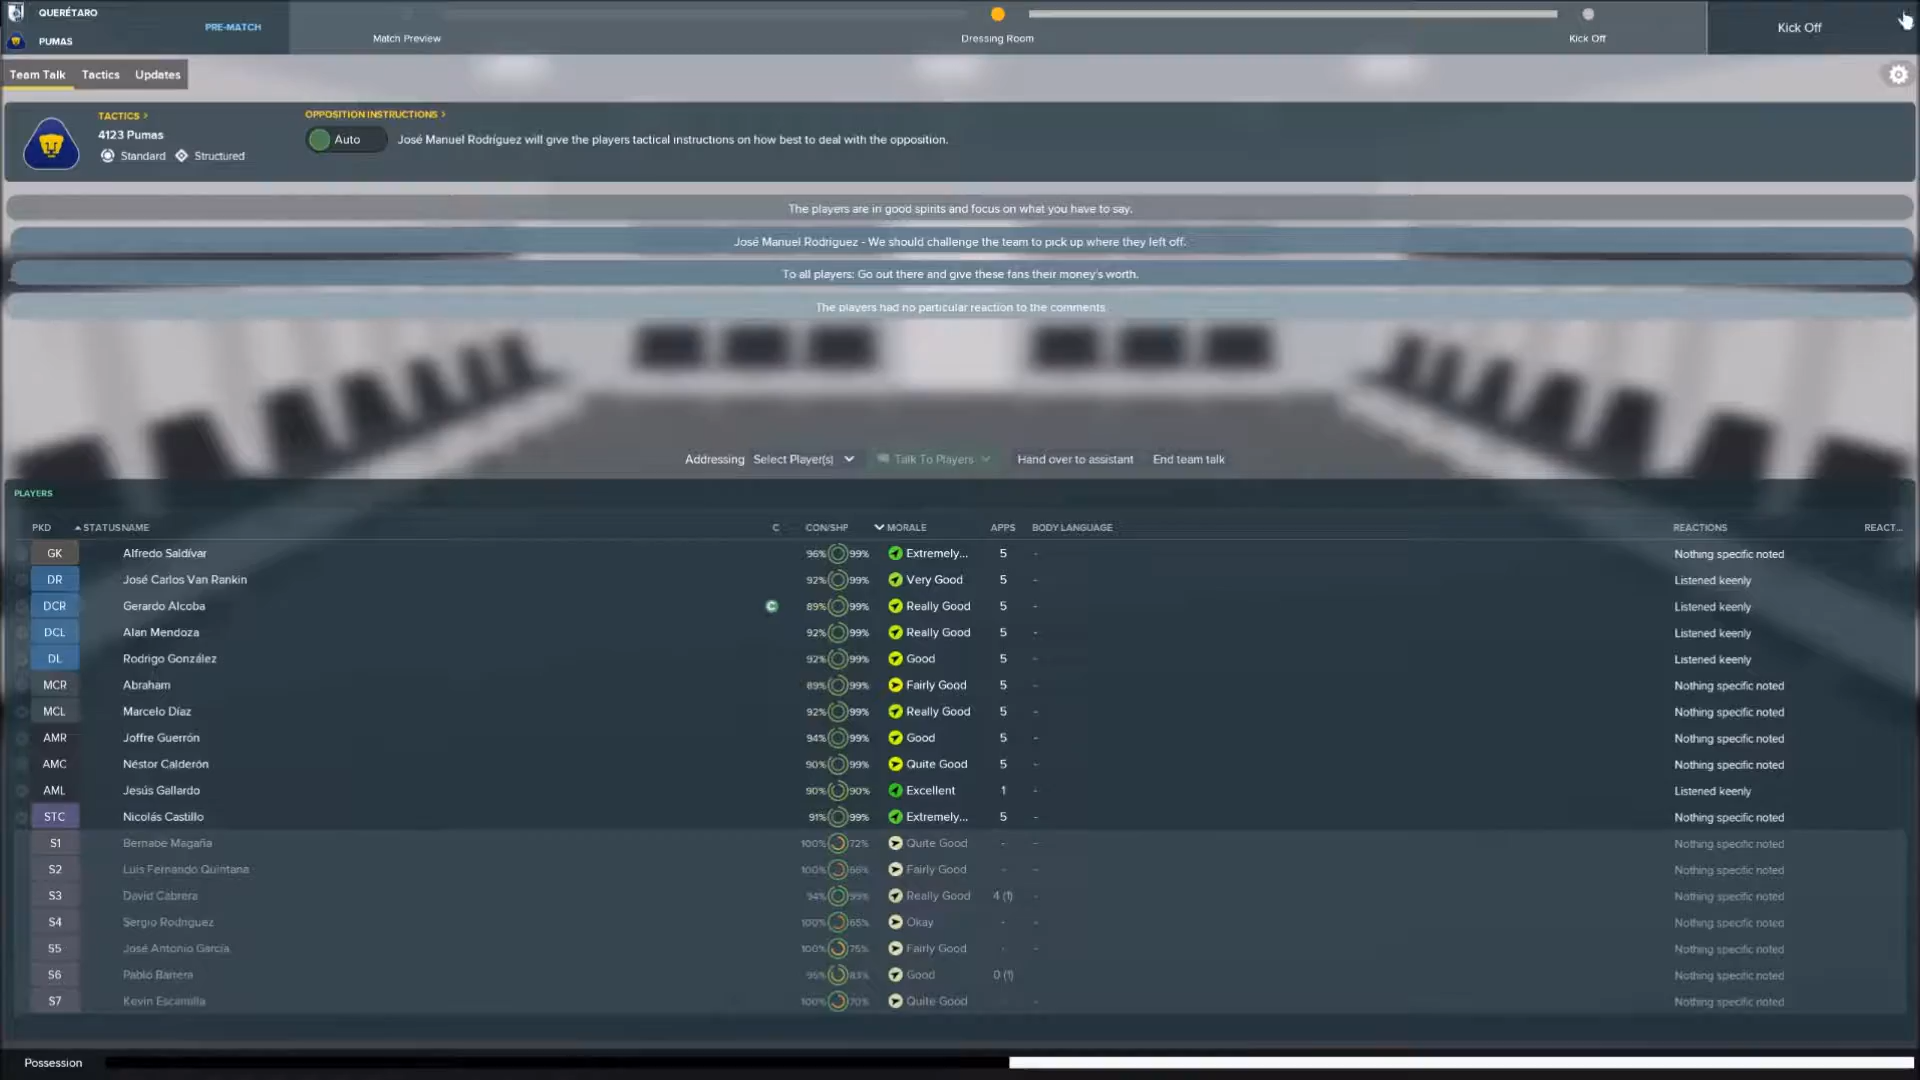 QUERÉTARO
PUMAS
PRE-MATCH
Match Preview
Dressing Room
Kick Off
Kick Off
Team Talk Tactics Updates
TACTICS >
4123 Pumas
Standard Structured
OPPOSITION INSTRUCTIONS >
Auto José Manuel Rodríguez will give the players tactical instructions on how best to deal with the opposition.
The players are in good spirits and focus on what you have to say.
José Manuel Rodríguez - We should challenge the team to pick up where they left off.
To all players: Go out there and give these fans their money's worth.
The players had no particular reaction to the comments
Addressing Select Player(s) Talk To Players Hand over to assistant End team talk
PLAYERS
PKD STATUS NAME C CON/SHP MORALE APPS BODY LANGUAGE REACTIONS REACT...
GK Alfredo Saldívar 96% 99% Extremely... 5 - Nothing specific noted
DR José Carlos Van Rankin 92% 99% Very Good 5 - Listened keenly
DCR Gerardo Alcoba C 89% 99% Really Good 5 - Listened keenly
DCL Alan Mendoza 92% 99% Really Good 5 - Listened keenly
DL Rodrigo González 92% 99% Good 5 - Listened keenly
MCR Abraham 89% 99% Fairly Good 5 - Nothing specific noted
MCL Marcelo Díaz 92% 99% Really Good 5 - Nothing specific noted
AMR Joffre Guerrón 94% 99% Good 5 - Nothing specific noted
AMC Néstor Calderón 90% 99% Quite Good 5 - Nothing specific noted
AML Jesús Gallardo 90% 90% Excellent 1 - Listened keenly
STC Nicolás Castillo 91% 99% Extremely... 5 - Nothing specific noted
S1 Bernabe Magaña 100% 72% Quite Good - - Nothing specific noted
S2 Luis Fernando Quintana 100% 66% Fairly Good - - Nothing specific noted
S3 David Cabrera 94% 99% Really Good 4 (1) - Nothing specific noted
S4 Sergio Rodríguez 100% 65% Okay - - Nothing specific noted
S5 José Antonio García 100% 75% Fairly Good - - Nothing specific noted
S6 Pablo Barrera 95% 83% Good 0 (1) - Nothing specific noted
S7 Kevin Escamilla 100% 70% Quite Good - - Nothing specific noted
Possession